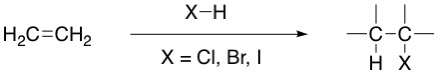 H₂C=CH₂
X–H
X = Cl, Br, I
C–C
H X